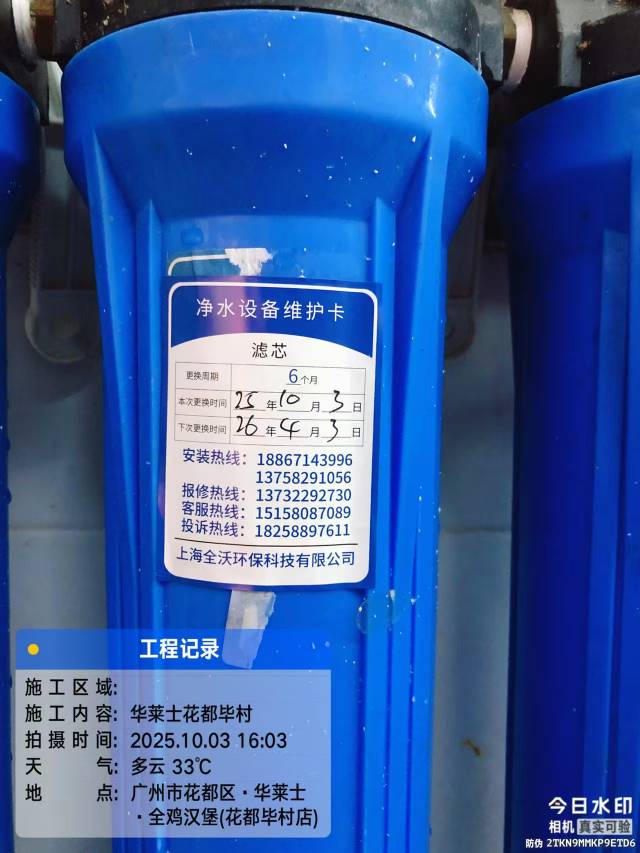 净水设备维护卡
滤芯
更换周期 6个月
本次更换时间 25年10月3日
下次更换时间 26年4月3日
安装热线：18867143996
13758291056
报修热线：13732292730
客服热线：15158087089
投诉热线：18258897611
上海全沃环保科技有限公司
工程记录
施工区域：
施工内容：华莱士花都毕村
拍摄时间：2025.10.03 16:03
天气：多云 33℃
地点：广州市花都区·华莱士
·全鸡汉堡(花都毕村店)
今日水印
相机 真实可验
防伪 2TKN9MMKP9ETD6